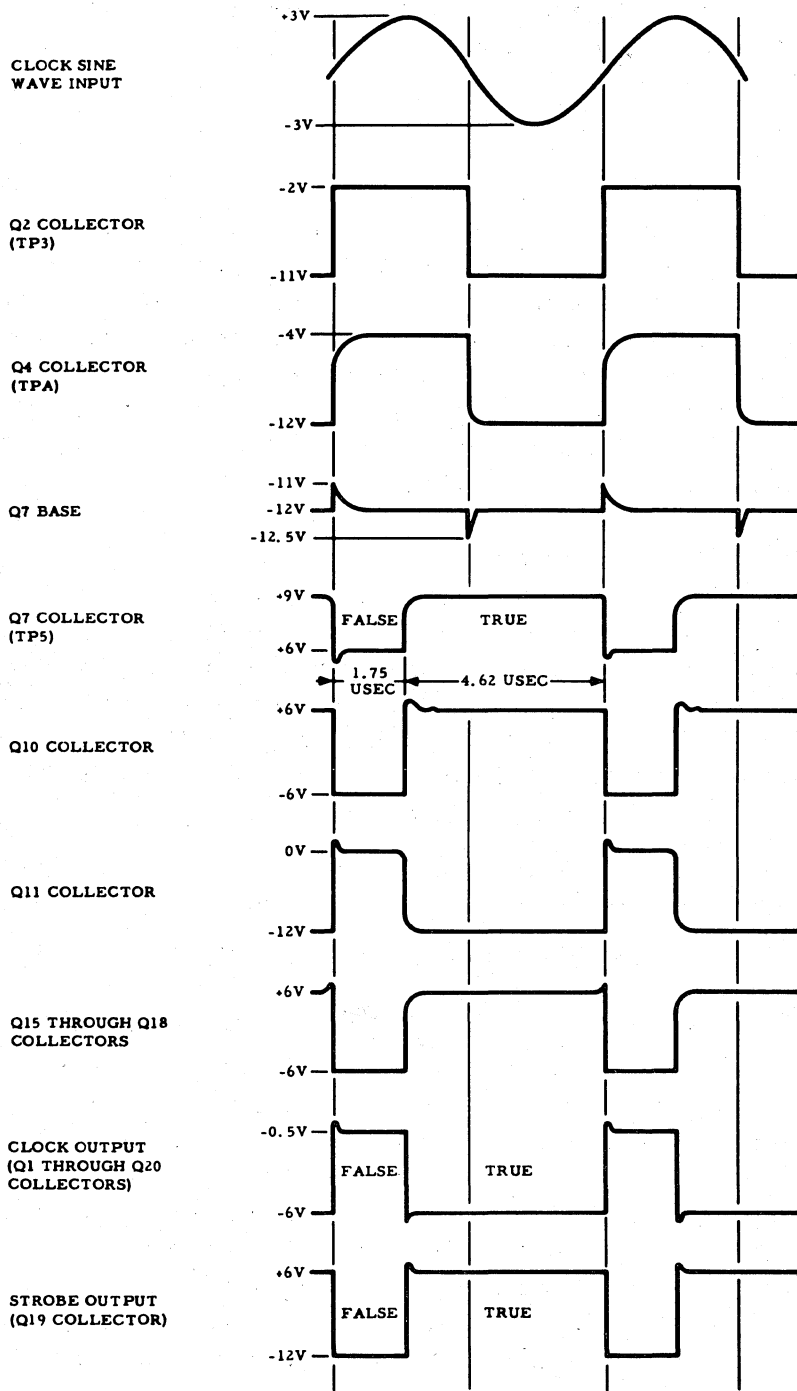 +3V
CLOCK SINE
WAVE INPUT
-3V
-2V
Q2 COLLECTOR
(TP3)
-11V
-4V
Q4 COLLECTOR
(TPA)
-12V
-11V
Q7 BASE
-12V
-12.5V
+9V
Q7 COLLECTOR
(TP5)
FALSE
TRUE
+6V
1.75
USEC
4.62 USEC
+6V
Q10 COLLECTOR
-6V
0V
Q11 COLLECTOR
-12V
+6V
Q15 THROUGH Q18
COLLECTORS
-6V
-0.5V
CLOCK OUTPUT
(Q1 THROUGH Q20
COLLECTORS)
FALSE
TRUE
-6V
+6V
STROBE OUTPUT
(Q19 COLLECTOR)
FALSE
TRUE
-12V